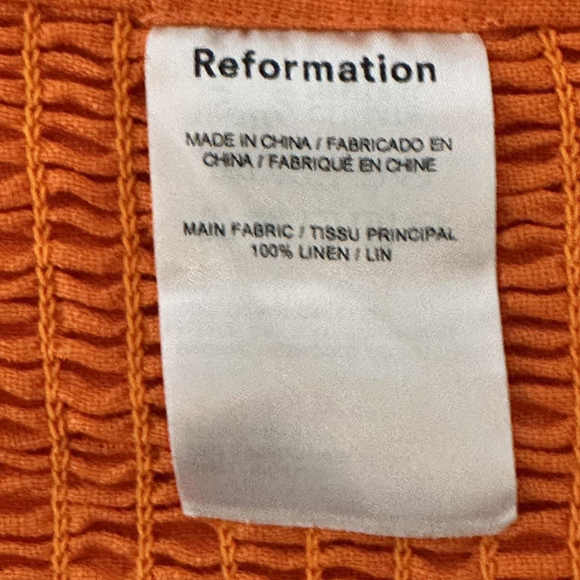 Reformation
MADE IN CHINA / FABRICADO EN
CHINA / FABRIQUÉ EN CHINE
MAIN FABRIC / TISSU PRINCIPAL
100% LINEN / LIN